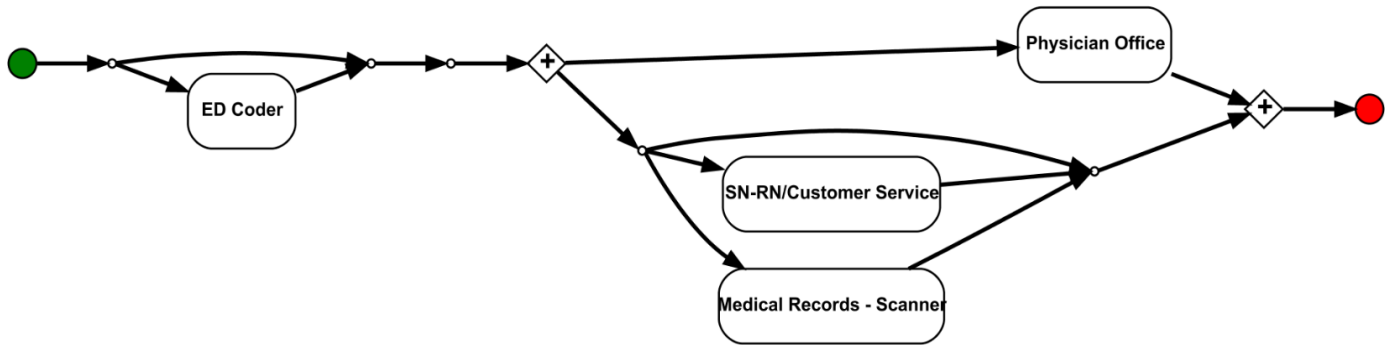 Physician Office
ED Coder
SN-RN/Customer Service
Medical Records - Scanner